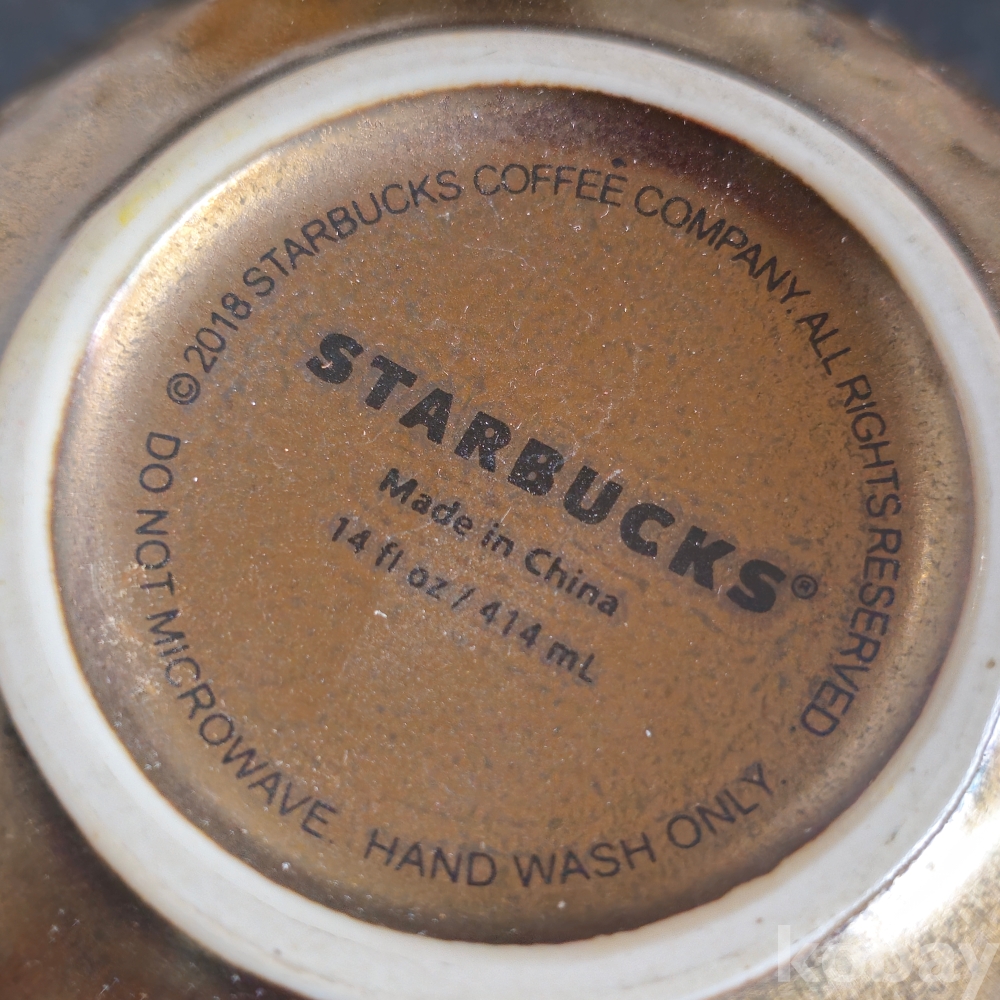 ©2018 STARBUCKS COFFEE COMPANY. ALL RIGHTS RESERVED.
STARBUCKS®
Made in China
14 fl oz / 414 mL
DO NOT MICROWAVE. HAND WASH ONLY.